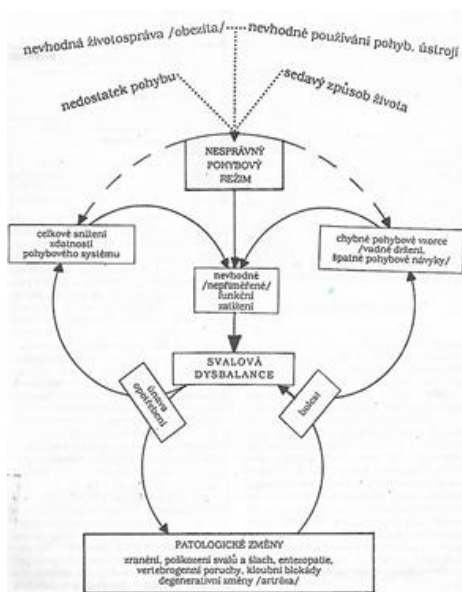 nevhodná životospráva /obezita/
nevhodné používání pohyb. ústrojí
nedostatek pohybu
sedavý způsob života
NESPRÁVNÝ
POHYBOVÝ
REŽIM
celkové snížení
zdatnosti
pohybového systému
chybné pohybové vzorce
/vadné držení,
špatné pohybové návyky/
nevhodné
/nepřiměřené/
funkční
zatížení
SVALOVÁ
DYSBALANCE
únava
opotřebení
bolest
PATOLOGICKÉ ZMĚNY
zranění, poškození svalů a šlach, entezopatie,
vertebrogenní poruchy, kloubní blokády
degenerativní změny /artróza/